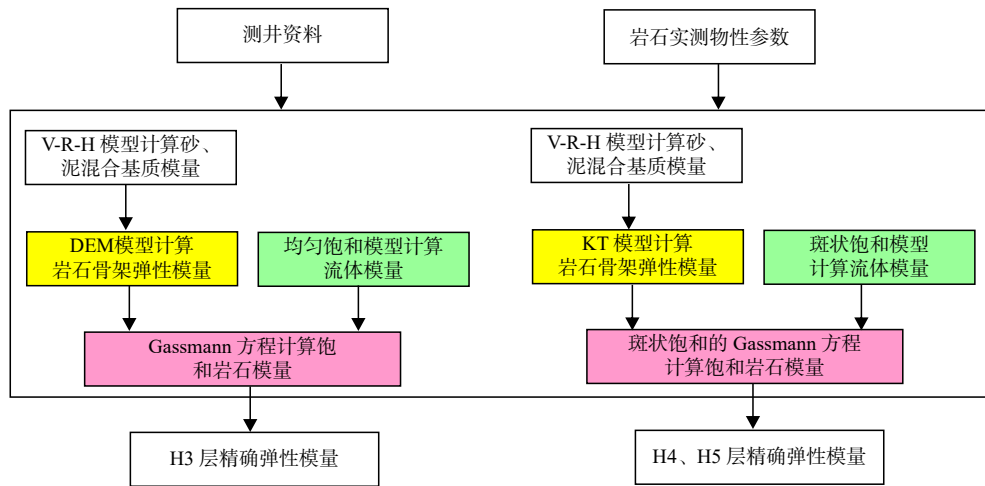 测井资料
岩石实测物性参数
V-R-H 模型计算砂、
泥混合基质模量
V-R-H 模型计算砂、
泥混合基质模量
DEM模型计算
岩石骨架弹性模量
均匀饱和模型计算
流体模量
KT 模型计算
岩石骨架弹性模量
斑状饱和模型
计算流体模量
Gassmann 方程计算饱
和岩石模量
斑状饱和的 Gassmann 方程
计算饱和岩石模量
H3 层精确弹性模量
H4、H5 层精确弹性模量